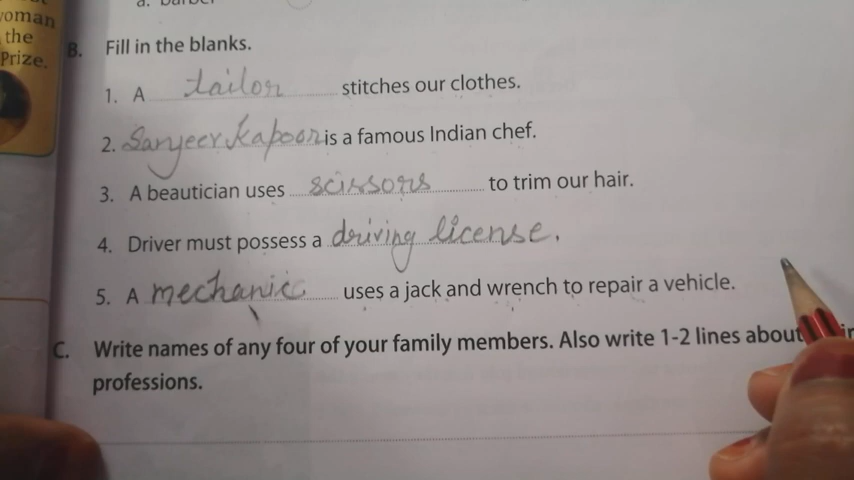 a. barber
woman
the
Prize.
B. Fill in the blanks.
1. A tailor stitches our clothes.
2. Sanjeev Kapoor is a famous Indian chef.
3. A beautician uses scissors to trim our hair.
4. Driver must possess a driving license.
5. A mechanic uses a jack and wrench to repair a vehicle.
C. Write names of any four of your family members. Also write 1-2 lines about
professions.